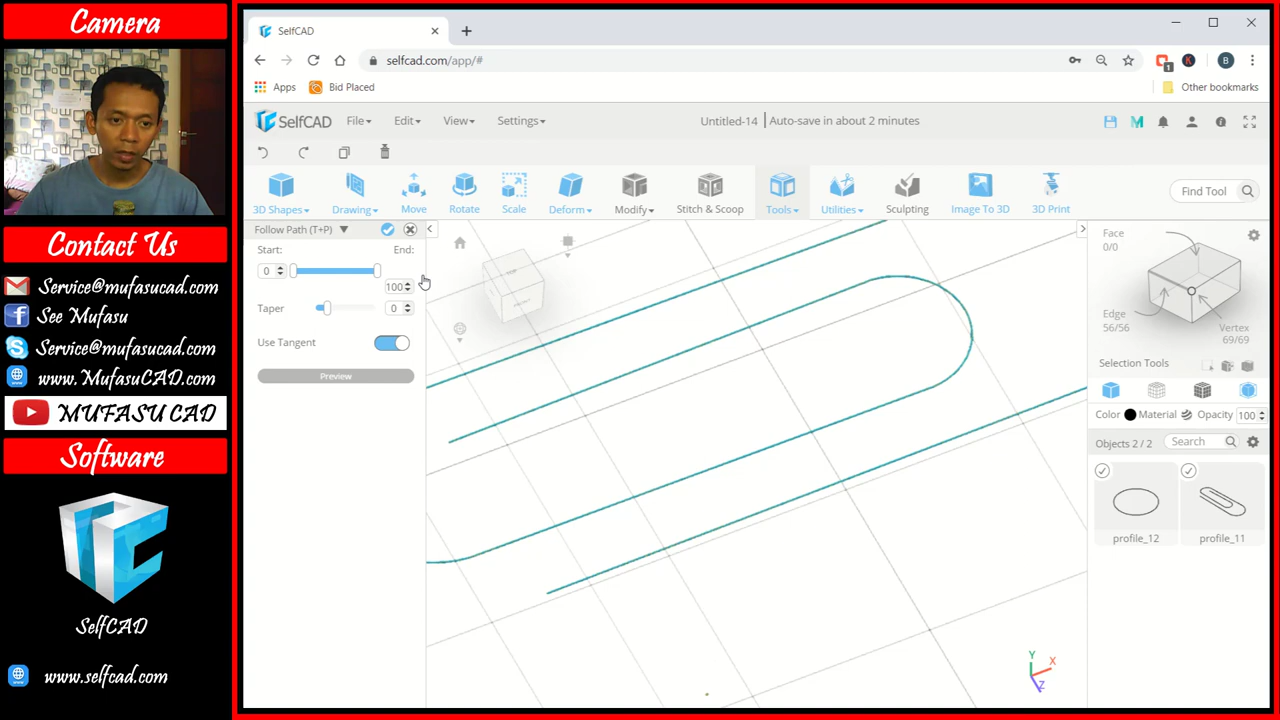 Camera
Contact Us
Service@mufasucad.com
See Mufasu
Service@mufasucad.com
www.MufasuCAD.com
MUFASU CAD
Software
SelfCAD
www.selfcad.com
SelfCAD
selfcad.com/app/#
Apps
Bid Placed
Other bookmarks
SelfCAD
File
Edit
View
Settings
Untitled-14
Auto-save in about 2 minutes
3D Shapes
Drawing
Move
Rotate
Scale
Deform
Modify
Stitch & Scoop
Tools
Utilities
Sculpting
Image To 3D
3D Print
Find Tool
Follow Path (T+P)
Start:
End:
0
100
Taper
0
Use Tangent
Preview
Face
0/0
Edge
56/56
Vertex
69/69
Selection Tools
Color
Material
Opacity
100
Objects 2 / 2
Search
profile_12
profile_11
Y
X
Z
K
B
1